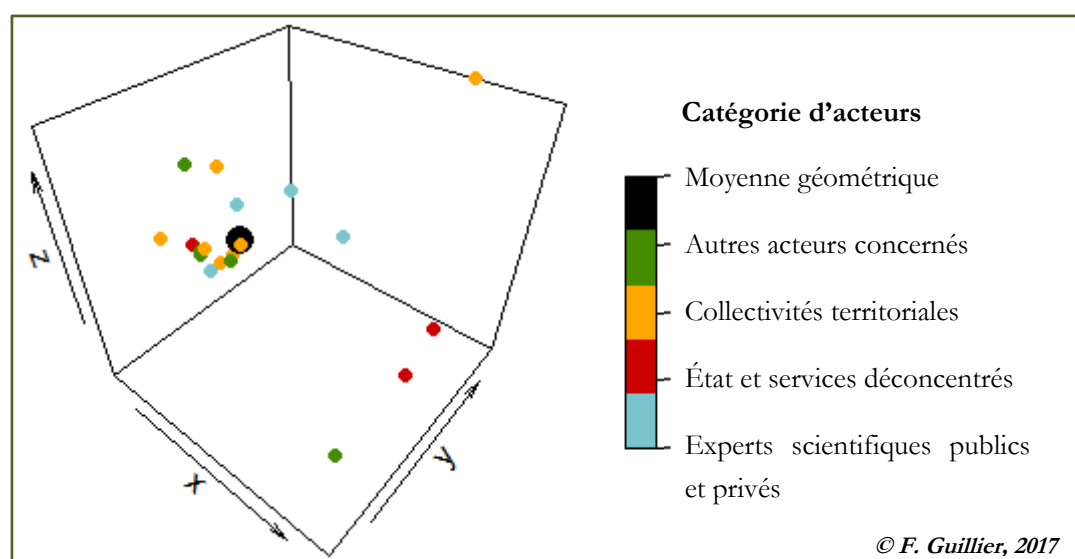 Catégorie d'acteurs
Moyenne géométrique
Autres acteurs concernés
Collectivités territoriales
État et services déconcentrés
Experts scientifiques publics
et privés
z
x
y
© F. Guillier, 2017